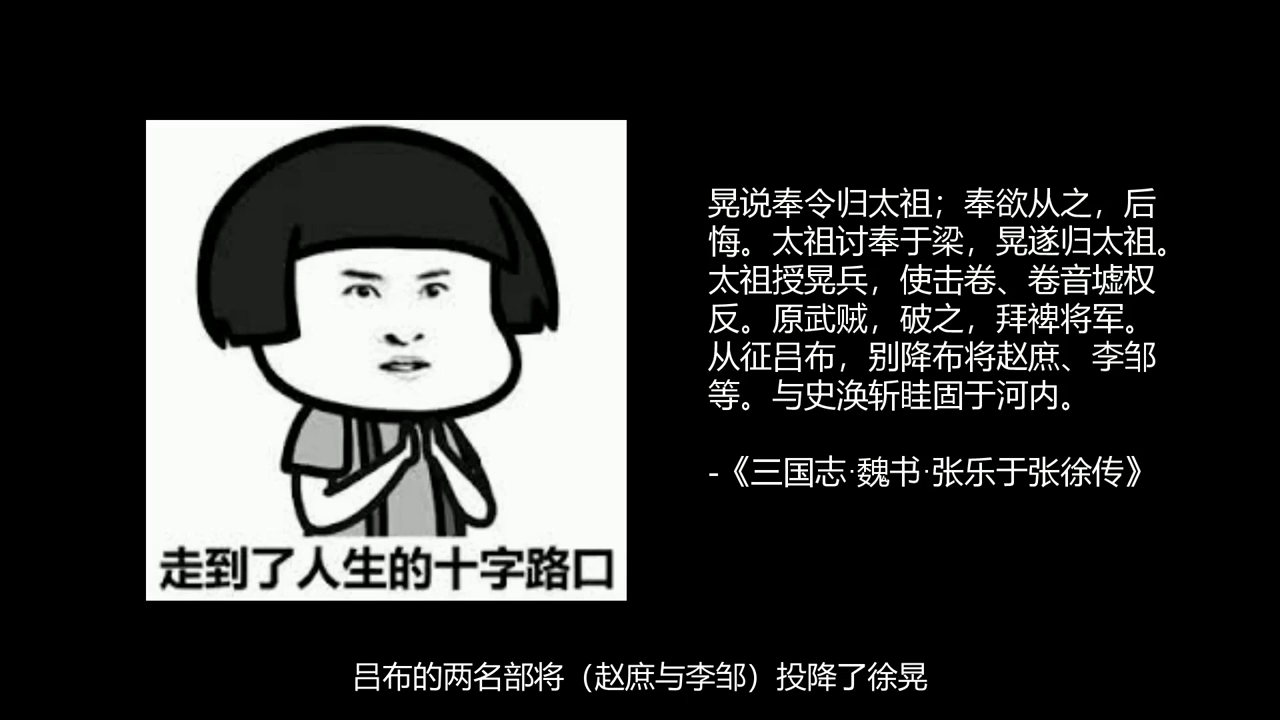 晃说奉令归太祖；奉欲从之，后
悔。太祖讨奉于梁，晃遂归太祖。
太祖授晃兵，使击卷、卷音墟权
反。原武贼，破之，拜裨将军。
从征吕布，别降布将赵庶、李邹
等。与史涣斩眭固于河内。
-《三国志·魏书·张乐于张徐传》
走到了人生的十字路口
吕布的两名部将（赵庶与李邹）投降了徐晃